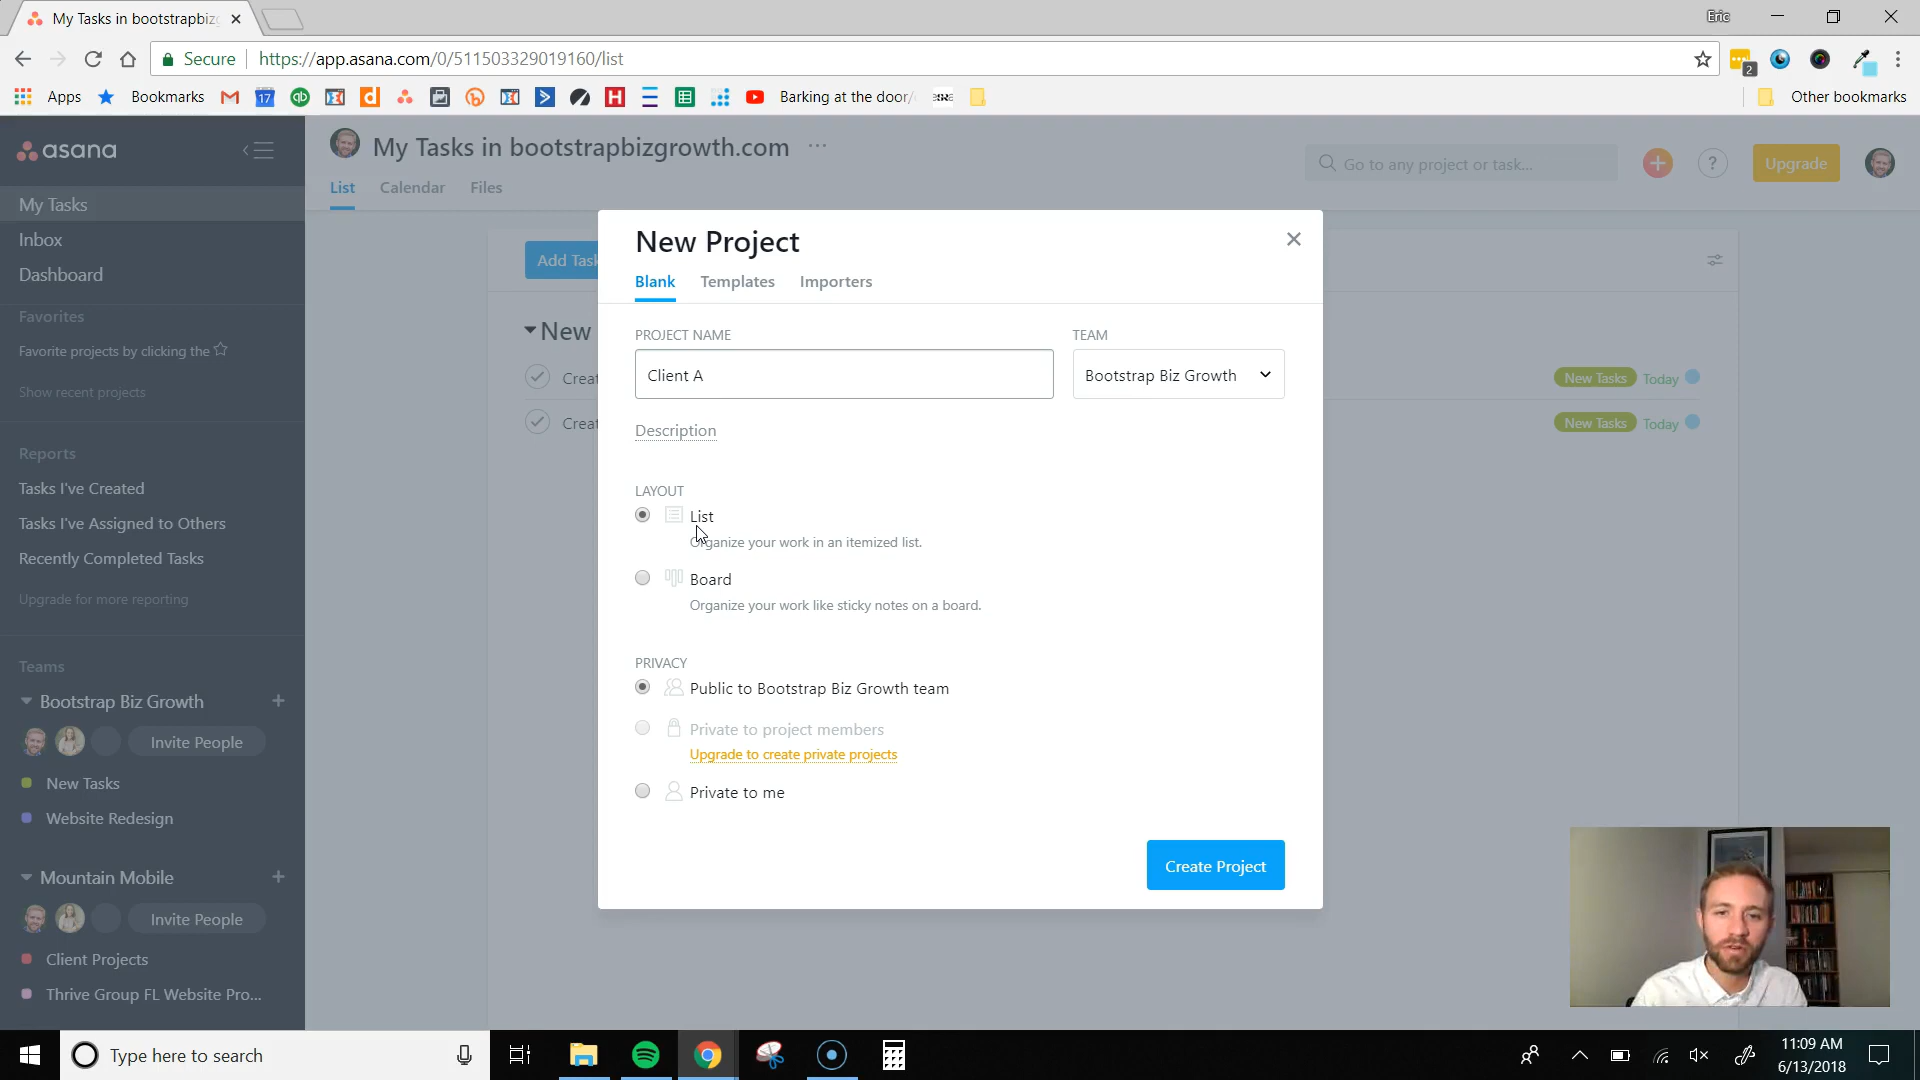 My Tasks in bootstrapbiz
Eric
Secure
https://app.asana.com/0/511503329019160/list
2
Apps
Bookmarks
17
Barking at the door/
Other bookmarks
asana
My Tasks in bootstrapbizgrowth.com
Go to any project or task...
?
Upgrade
List
Calendar
Files
My Tasks
Inbox
Dashboard
Favorites
Favorite projects by clicking the
Show recent projects
Reports
Tasks I've Created
Tasks I've Assigned to Others
Recently Completed Tasks
Upgrade for more reporting
Teams
Bootstrap Biz Growth
Invite People
New Tasks
Website Redesign
Mountain Mobile
Invite People
Client Projects
Thrive Group FL Website Pro...
Add Task
New
Creat
New Tasks
Today
Creat
New Tasks
Today
New Project
Blank
Templates
Importers
PROJECT NAME
TEAM
Client A
Bootstrap Biz Growth
Description
LAYOUT
List
Organize your work in an itemized list.
Board
Organize your work like sticky notes on a board.
PRIVACY
Public to Bootstrap Biz Growth team
Private to project members
Upgrade to create private projects
Private to me
Create Project
Type here to search
11:09 AM
6/13/2018